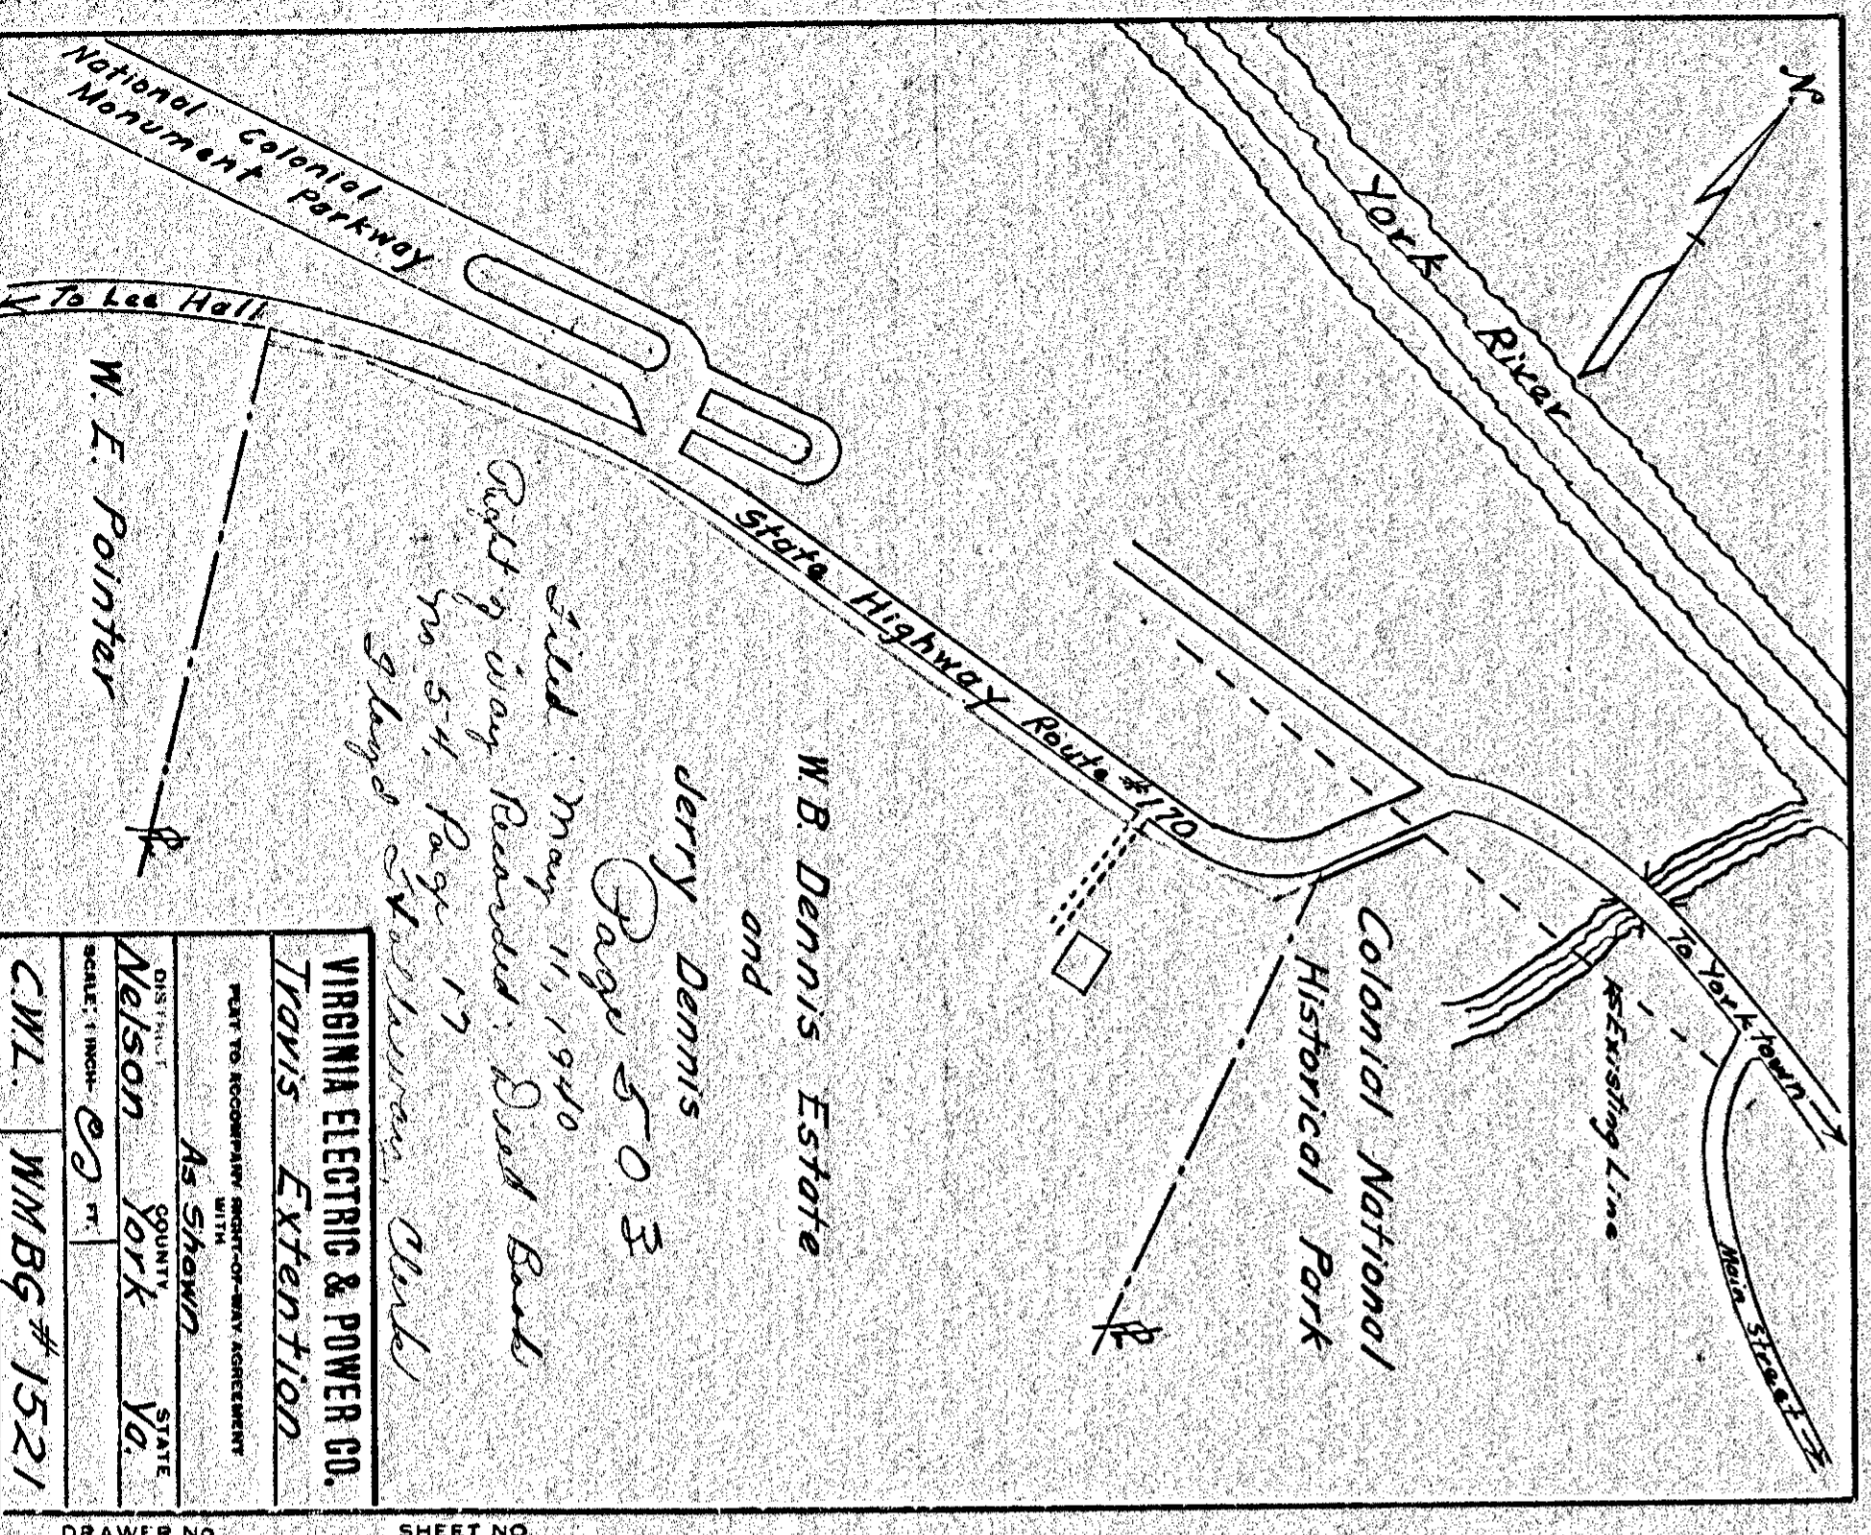 N
York River
National Colonial
Monument Parkway
← To Lee Hall
W. E. Pointer
State Highway Route #170
To Yorktown →
Existing Line
Main Street →
Colonial National
Historical Park
W.B. Dennis Estate
and
Jerry Dennis
Page 503
Filed: May 11, 1940
Right of way Recorded: Deed Book
No 54, Page 17
Floyd Clerk
VIRGINIA ELECTRIC & POWER CO.
Travis Extention
PLAT TO ACCOMPANY RIGHT-OF-WAY AGREEMENT
WITH
As Shown
DISTRICT COUNTY STATE
Nelson York Va.
SCALE: 1 INCH= FT.
C.W.L. WMBG #1521
DRAWER NO. SHEET NO.